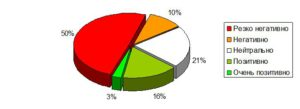 10%
50%
21%
3%
16%
Резко негативно
Негативно
Нейтрально
Позитивно
Очень позитивно